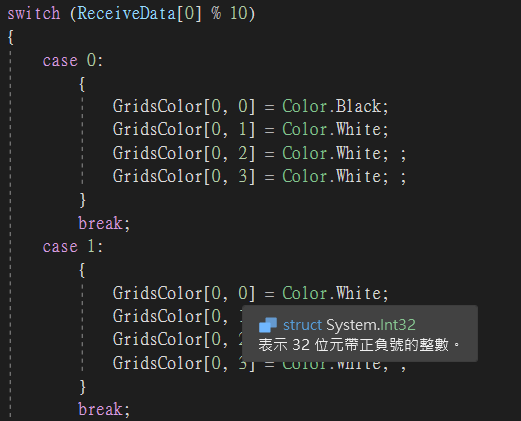 switch (ReceiveData[0] % 10)
{
case 0:
{
GridsColor[0, 0] = Color.Black;
GridsColor[0, 1] = Color.White;
GridsColor[0, 2] = Color.White; ;
GridsColor[0, 3] = Color.White; ;
}
break;
case 1:
{
GridsColor[0, 0] = Color.White;
GridsColor[0,
struct System.Int32
GridsColor[0, 2
表示 32 位元帶正負號的整數。
GridsColor[0, 3] = Color.White; ;
}
break;